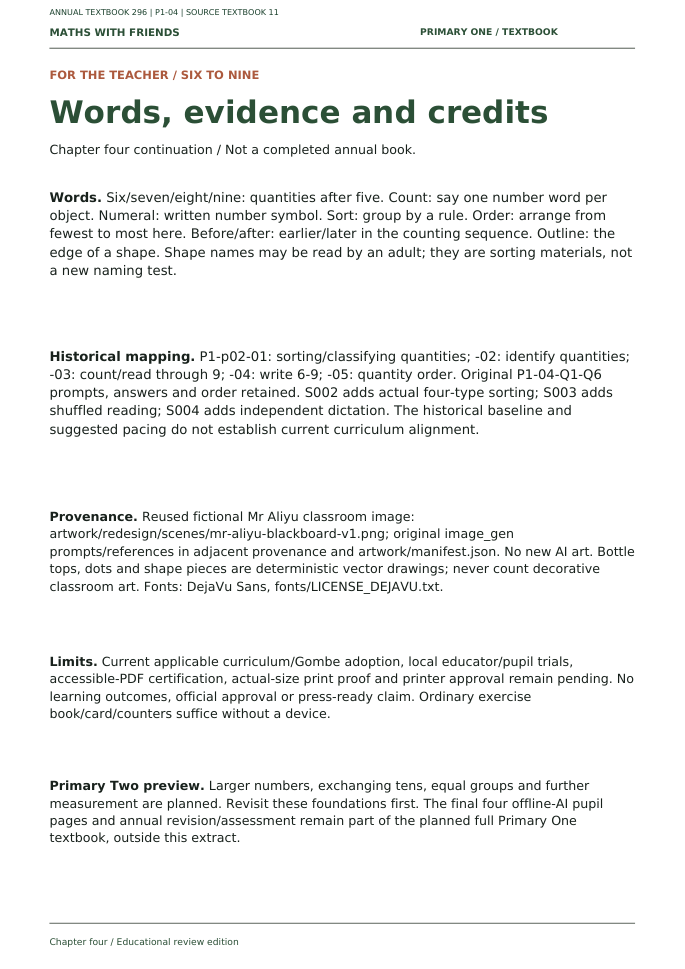 ANNUAL TEXTBOOK 296 | P1-04 | SOURCE TEXTBOOK 11
MATHS WITH FRIENDS
PRIMARY ONE / TEXTBOOK
FOR THE TEACHER / SIX TO NINE
Words, evidence and credits
Chapter four continuation / Not a completed annual book.
Words. Six/seven/eight/nine: quantities after five. Count: say one number word per
object. Numeral: written number symbol. Sort: group by a rule. Order: arrange from
fewest to most here. Before/after: earlier/later in the counting sequence. Outline: the
edge of a shape. Shape names may be read by an adult; they are sorting materials, not
a new naming test.
Historical mapping. P1-p02-01: sorting/classifying quantities; -02: identify quantities;
-03: count/read through 9; -04: write 6-9; -05: quantity order. Original P1-04-Q1-Q6
prompts, answers and order retained. S002 adds actual four-type sorting; S003 adds
shuffled reading; S004 adds independent dictation. The historical baseline and
suggested pacing do not establish current curriculum alignment.
Provenance. Reused fictional Mr Aliyu classroom image:
artwork/redesign/scenes/mr-aliyu-blackboard-v1.png; original image_gen
prompts/references in adjacent provenance and artwork/manifest.json. No new AI art. Bottle
tops, dots and shape pieces are deterministic vector drawings; never count decorative
classroom art. Fonts: DejaVu Sans, fonts/LICENSE_DEJAVU.txt.
Limits. Current applicable curriculum/Gombe adoption, local educator/pupil trials,
accessible-PDF certification, actual-size print proof and printer approval remain pending. No
learning outcomes, official approval or press-ready claim. Ordinary exercise
book/card/counters suffice without a device.
Primary Two preview. Larger numbers, exchanging tens, equal groups and further
measurement are planned. Revisit these foundations first. The final four offline-AI pupil
pages and annual revision/assessment remain part of the planned full Primary One
textbook, outside this extract.
Chapter four / Educational review edition